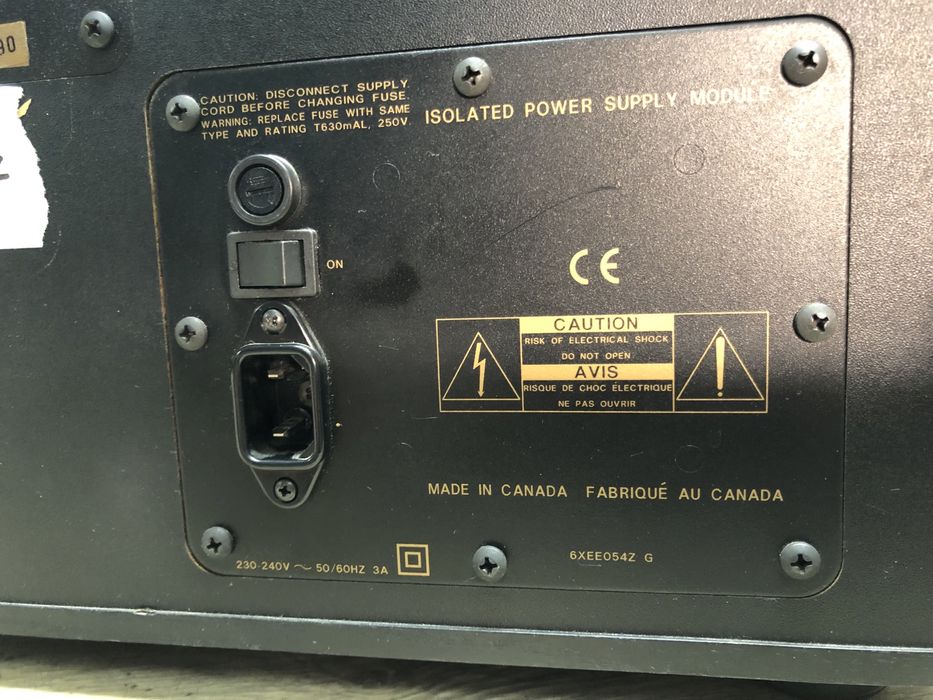 90
CAUTION: DISCONNECT SUPPLY
CORD BEFORE CHANGING FUSE.
WARNING: REPLACE FUSE WITH SAME
TYPE AND RATING T630mAL, 250V.
ISOLATED POWER SUPPLY MODULE
ON
CE
CAUTION
RISK OF ELECTRICAL SHOCK
DO NOT OPEN
AVIS
RISQUE DE CHOC ÉLECTRIQUE
NE PAS OUVRIR
MADE IN CANADA FABRIQUÉ AU CANADA
230-240V ~ 50/60HZ 3A
6XEE054Z G